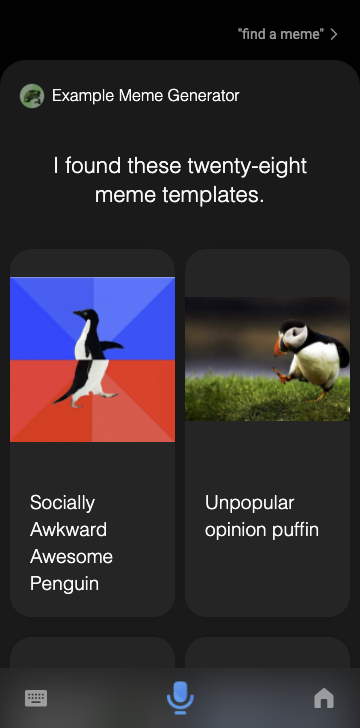 "find a meme"
Example Meme Generator
I found these twenty-eight
meme templates.
Socially
Awkward
Awesome
Penguin
Unpopular
opinion puffin